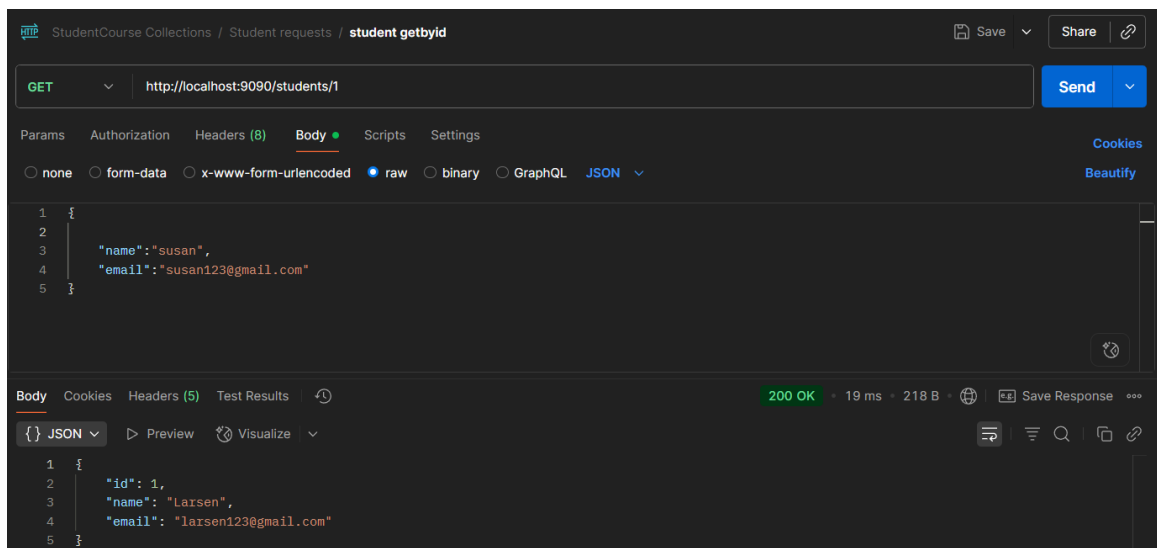 HTTP StudentCourse Collections / Student requests / student getbyid Save Share
GET http://localhost:9090/students/1 Send
Params Authorization Headers (8) Body Scripts Settings Cookies
none form-data x-www-form-urlencoded raw binary GraphQL JSON Beautify
1 {
2
3 "name":"susan",
4 "email":"susan123@gmail.com"
5 }
Body Cookies Headers (5) Test Results 200 OK • 19 ms • 218 B • e.g. Save Response
{} JSON Preview Visualize
1 {
2 "id": 1,
3 "name": "Larsen",
4 "email": "larsen123@gmail.com"
5 }